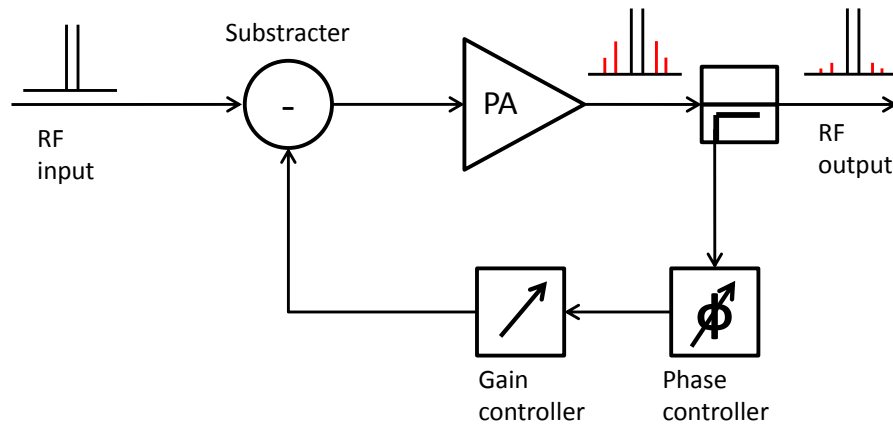 Substracter
-
PA
RF
input
RF
output
ϕ
Gain
controller
Phase
controller